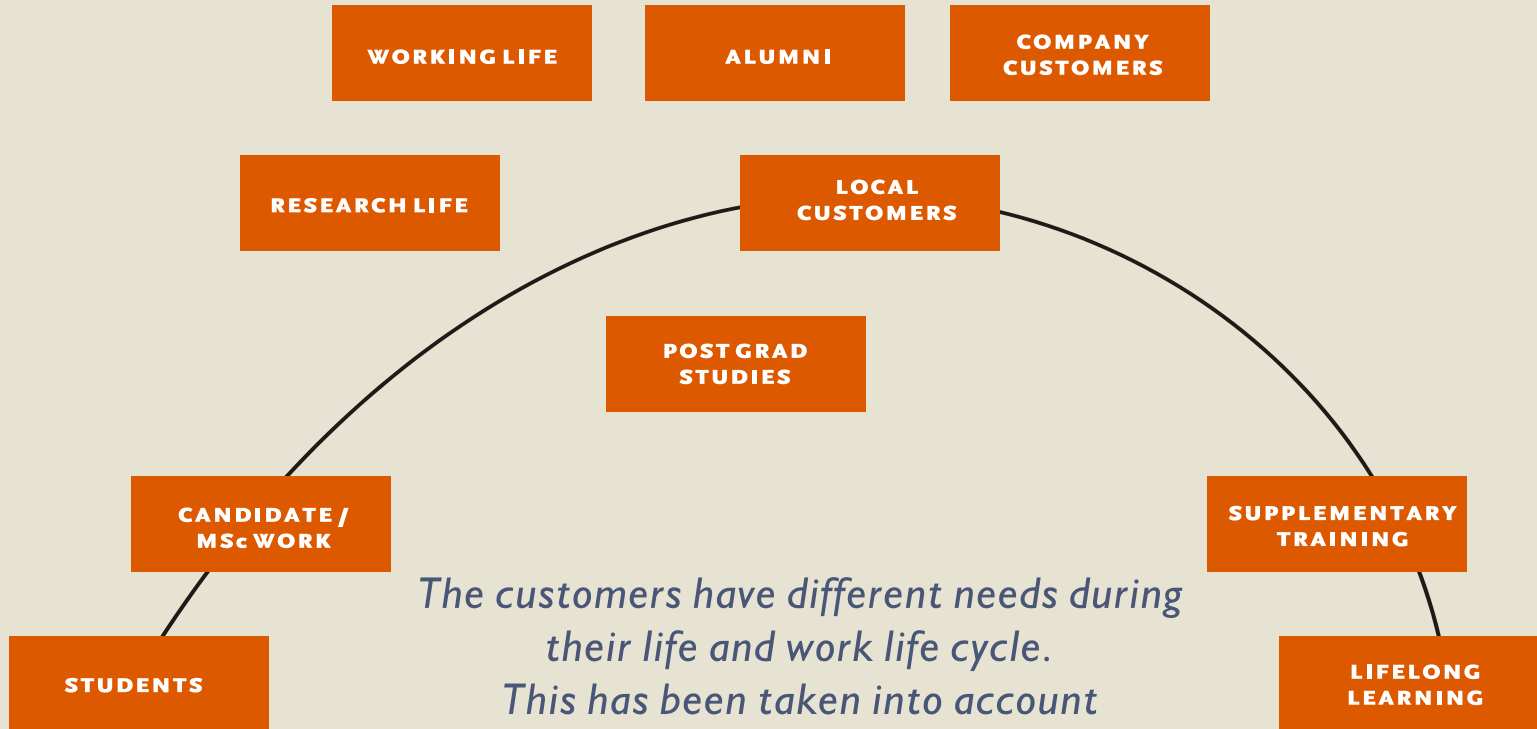 WORKING LIFE
ALUMNI
COMPANY
CUSTOMERS
RESEARCH LIFE
LOCAL
CUSTOMERS
POST GRAD
STUDIES
CANDIDATE /
MSc WORK
SUPPLEMENTARY
TRAINING
The customers have different needs during
their life and work life cycle.
This has been taken into account
STUDENTS
LIFELONG
LEARNING